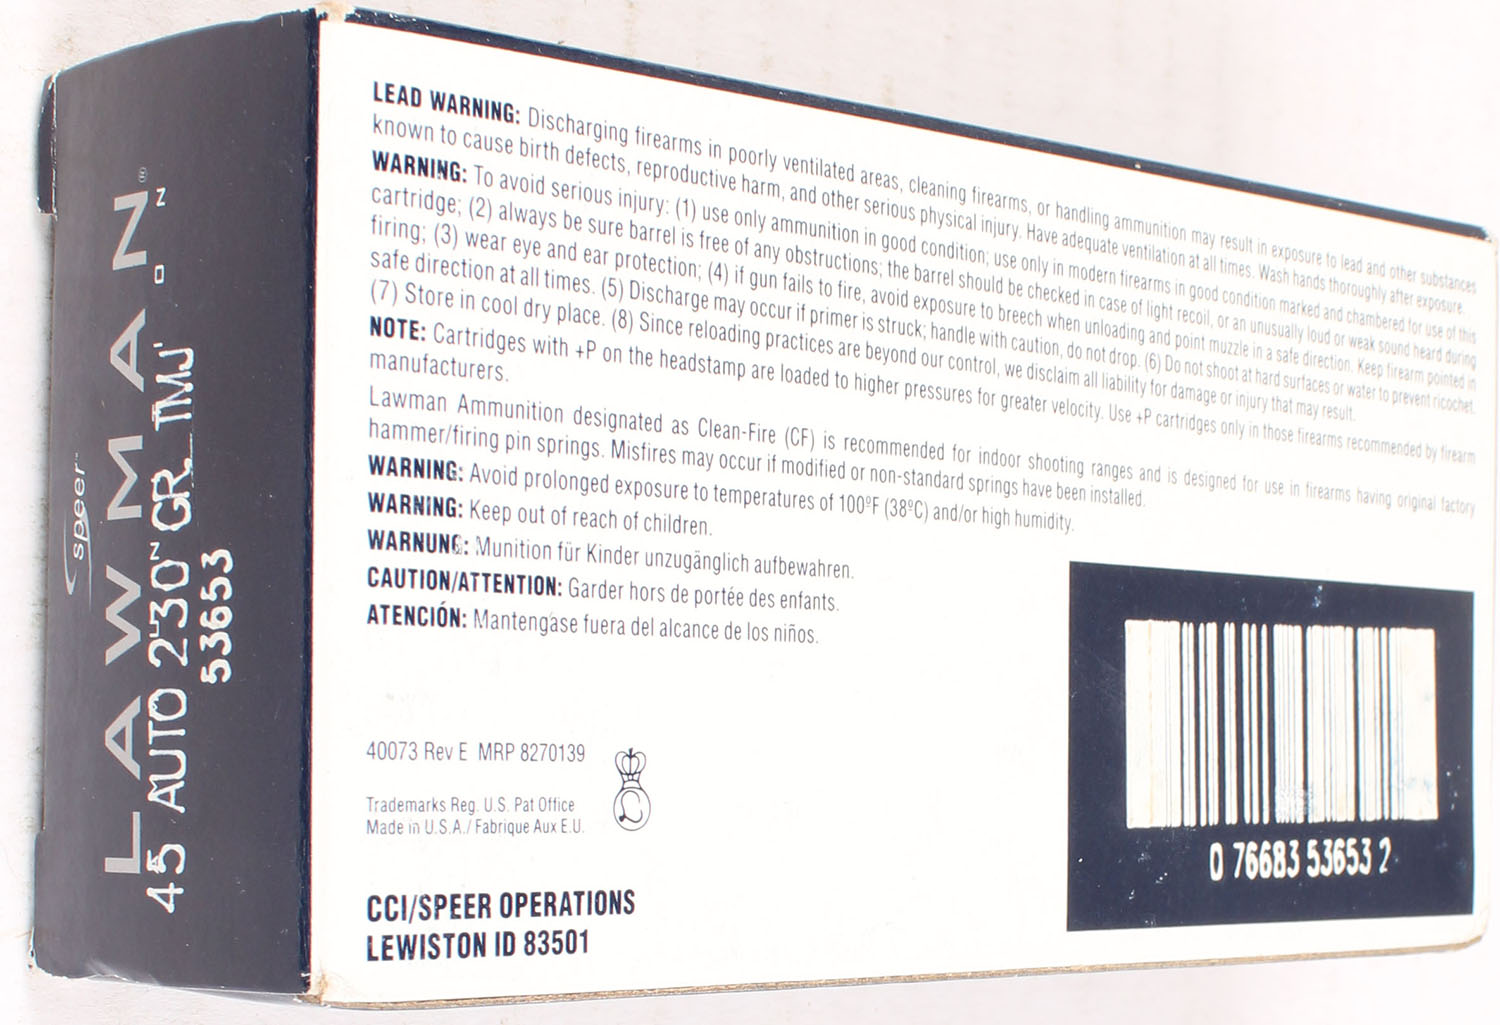 speer™
LAWMAN®
45 AUTO 230 GR. TMJ
53653
LEAD WARNING: Discharging firearms in poorly ventilated areas, cleaning firearms, or handling ammunition may result in exposure to lead and other substances
known to cause birth defects, reproductive harm, and other serious physical injury. Have adequate ventilation at all times. Wash hands thoroughly after exposure.
WARNING: To avoid serious injury: (1) use only ammunition in good condition; use only in modern firearms in good condition marked and chambered for use of this
cartridge; (2) always be sure barrel is free of any obstructions; the barrel should be checked in case of light recoil, or an unusually loud or weak sound heard during
firing; (3) wear eye and ear protection; (4) if gun fails to fire, avoid exposure to breech when unloading and point muzzle in a safe direction. Keep firearm pointed in
safe direction at all times. (5) Discharge may occur if primer is struck; handle with caution, do not drop. (6) Do not shoot at hard surfaces or water to prevent ricochet.
(7) Store in cool dry place. (8) Since reloading practices are beyond our control, we disclaim all liability for damage or injury that may result.
NOTE: Cartridges with +P on the headstamp are loaded to higher pressures for greater velocity. Use +P cartridges only in those firearms recommended by firearm
manufacturers.
Lawman Ammunition designated as Clean-Fire (CF) is recommended for indoor shooting ranges and is designed for use in firearms having original factory
hammer/firing pin springs. Misfires may occur if modified or non-standard springs have been installed.
WARNING: Avoid prolonged exposure to temperatures of 100ºF (38ºC) and/or high humidity.
WARNING: Keep out of reach of children.
WARNUNG: Munition für Kinder unzugänglich aufbewahren.
CAUTION/ATTENTION: Garder hors de portée des enfants.
ATENCIÓN: Mantengase fuera del alcance de los niños.
40073 Rev E MRP 8270139
Trademarks Reg. U.S. Pat Office
Made in U.S.A./ Fabrique Aux E.U.
L
CCI/SPEER OPERATIONS
LEWISTON ID 83501
0 76683 53653 2